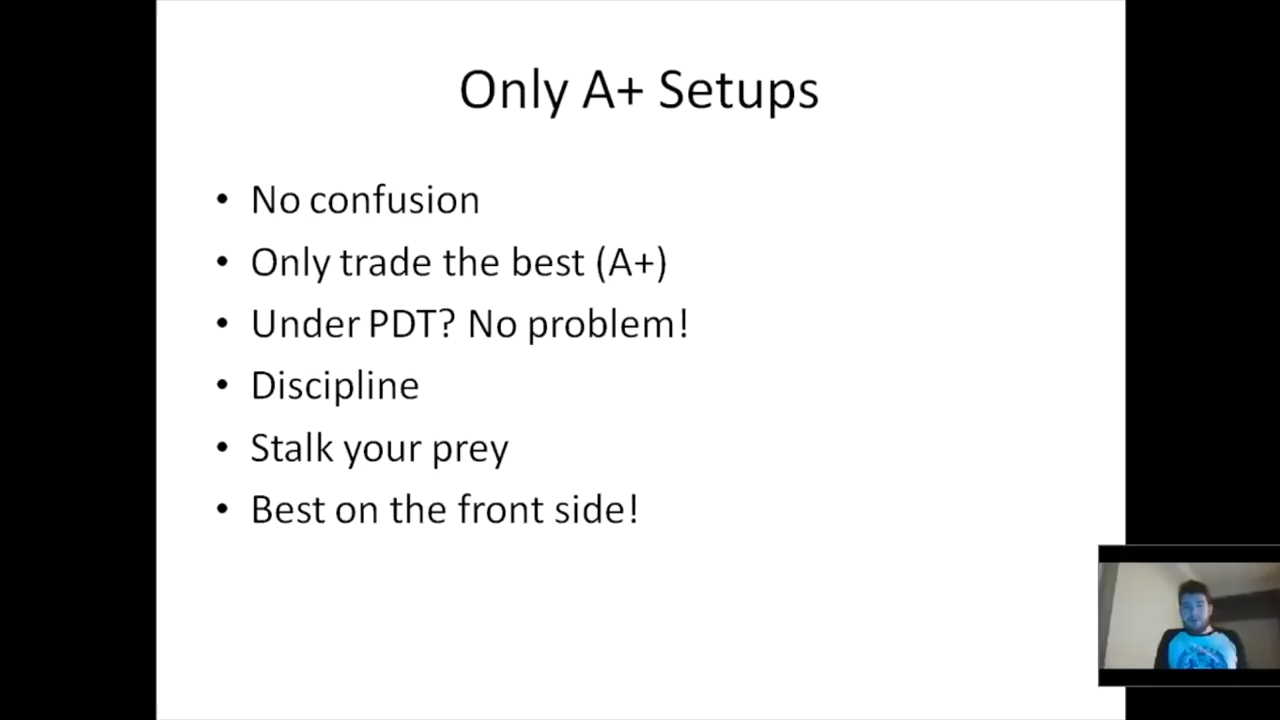 Only A+ Setups
• No confusion
• Only trade the best (A+)
• Under PDT? No problem!
• Discipline
• Stalk your prey
• Best on the front side!